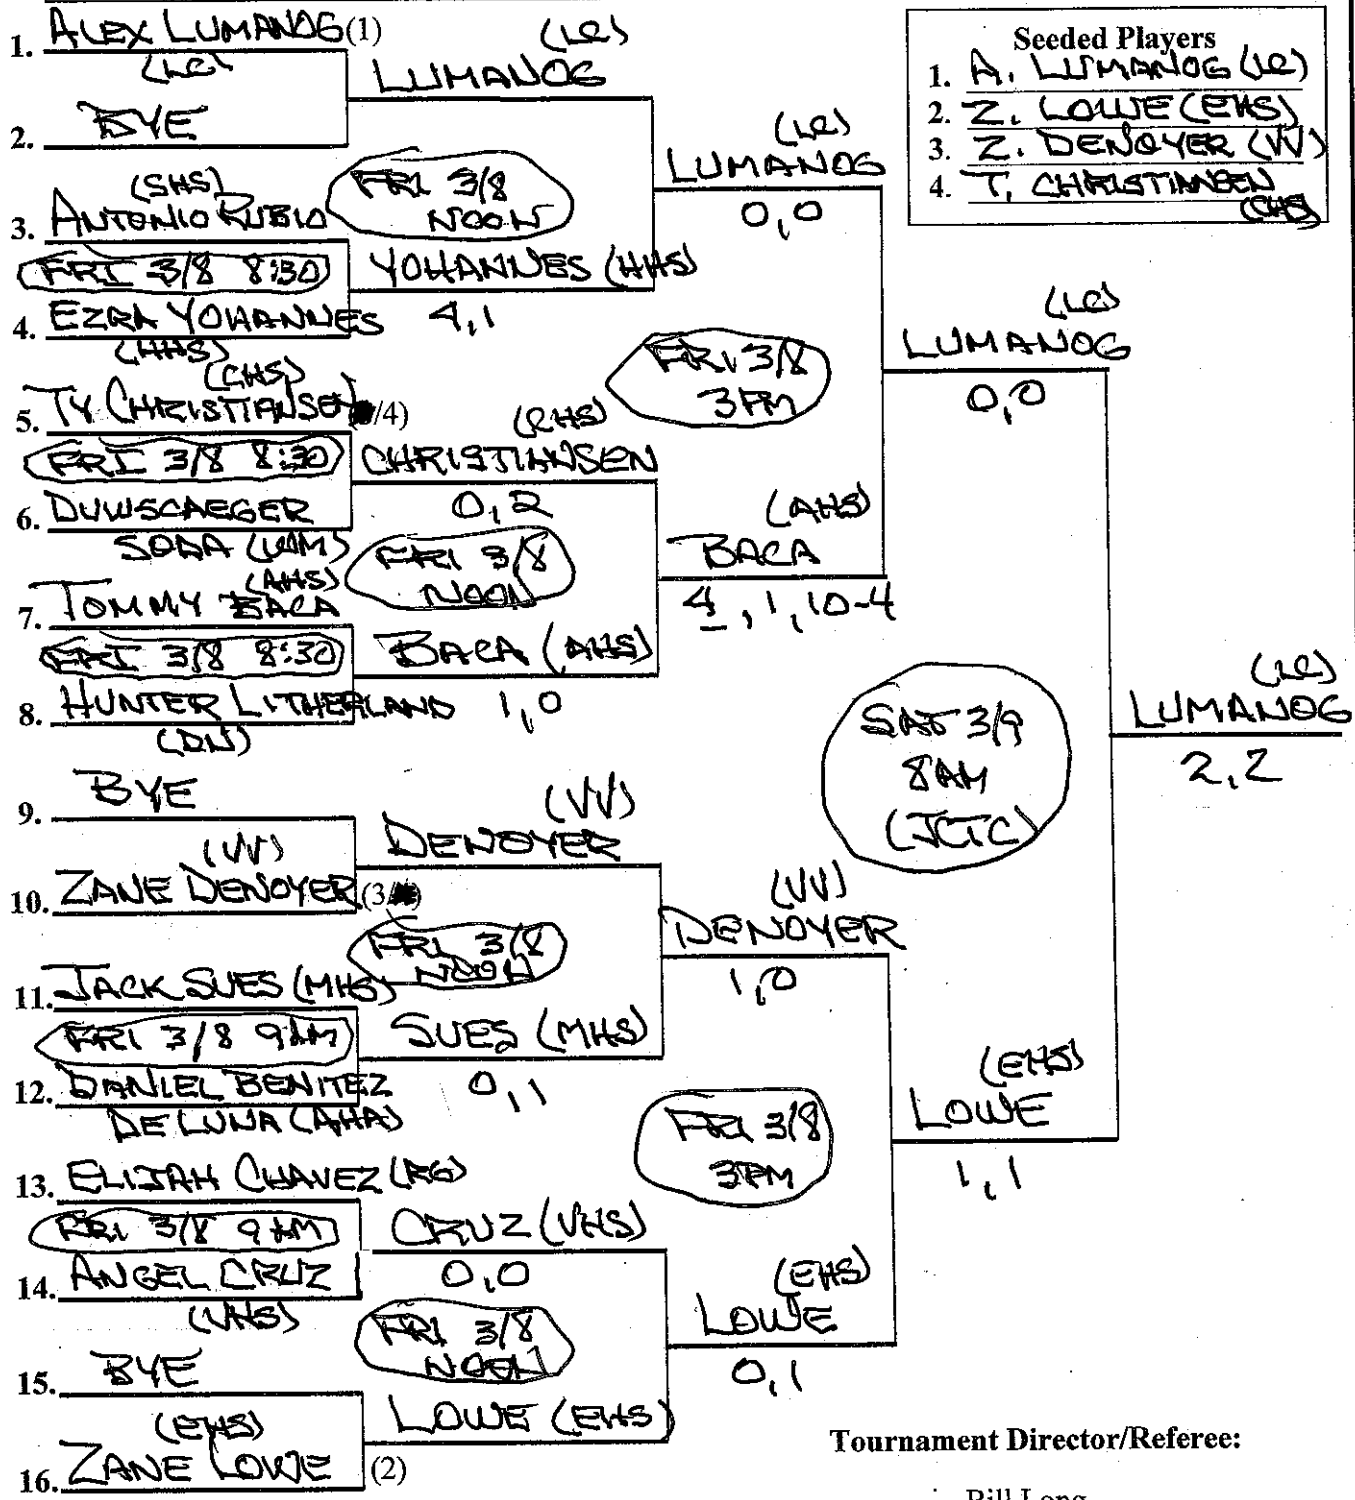 1. ALEX LUMANOG (1)
(LC)
2. BYE
(SHS)
3. ANTONIO RUBIO
FRI 3/8 8:30
4. EZRA YOHANNES
(HHS)
(CHS)
5. TY CHRISTIANSEN /4)
FRI 3/8 8:30
6. DUWSCAEGER
SODA (WM)
(AHS)
7. TOMMY BACA
FRI 3/8 8:30
8. HUNTER LITHERLAND
(DN)
9. BYE
(VV)
10. ZANE DENOYER (3/
11. JACK SUES (MHS)
FRI 3/8 9AM
12. DANIEL BENITEZ
DE LUNA (AHA)
13. ELIJAH CHAVEZ (RG)
FRI 3/8 9AM
14. ANGEL CRUZ
(VHS)
15. BYE
(EHS)
16. ZANE LOWE (2)
(LC)
LUMANOG
FRI 3/8
NOON
YOHANNES (HHS)
4,1
(CHS)
CHRISTIANSEN
0,2
FRI 3/8
NOON
BACA (AHS)
1,0
(VV)
DENOYER
FRI 3/8
NOON
SUES (MHS)
0,1
CRUZ (VHS)
0,0
FRI 3/8
NOON
LOWE (EHS)
(LC)
LUMANOG
0,0
FRI 3/8
3PM
(AHS)
BACA
4, 1, 10-4
(VV)
DENOYER
1,0
FRI 3/8
3PM
(EHS)
LOWE
0,1
(LC)
LUMANOG
0,0
SAT 3/9
8AM
(JCTC)
(EHS)
LOWE
1,1
(LC)
LUMANOG
2,2
Seeded Players
1. A. LUMANOG (LC)
2. Z. LOWE (EHS)
3. Z. DENOYER (VV)
4. T. CHRISTIANSEN
(CHS)
Tournament Director/Referee:
Bill Long